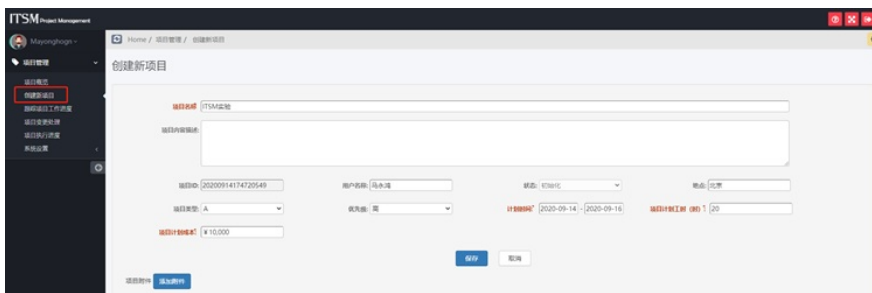 ITSM Project Management
Mayonghogn
Home / 项目管理 / 创建新项目
项目管理
创建新项目
项目概览
创建新项目
跟踪项目工作进度
项目变更处理
项目执行进度
系统设置
项目名称* ITSM实验
项目内容描述:
项目ID: 20200914174720549 用户名称: 马永鸿 状态: 初始化 地点: 北京
项目类型: A 优先级: 高 计划时间* 2020-09-14 - 2020-09-16 项目计划工时 (时) * 20
项目计划成本* ¥10,000
保存 取消
项目附件 添加附件